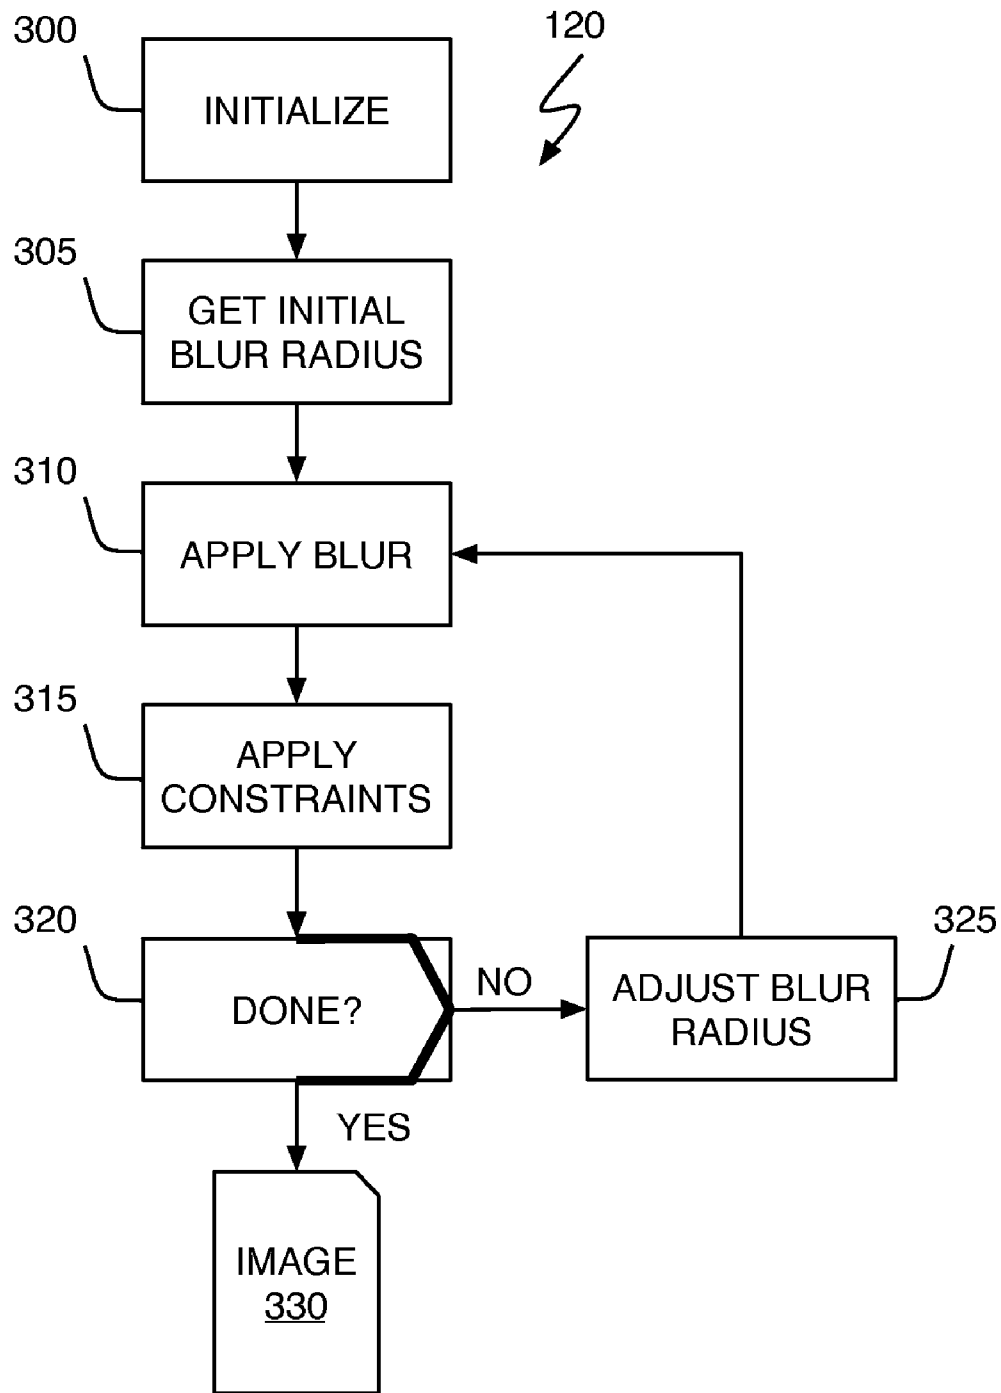 300
120
INITIALIZE
305
GET INITIAL
BLUR RADIUS
310
APPLY BLUR
315
APPLY
CONSTRAINTS
320
DONE?
NO
ADJUST BLUR
RADIUS
325
YES
IMAGE
330